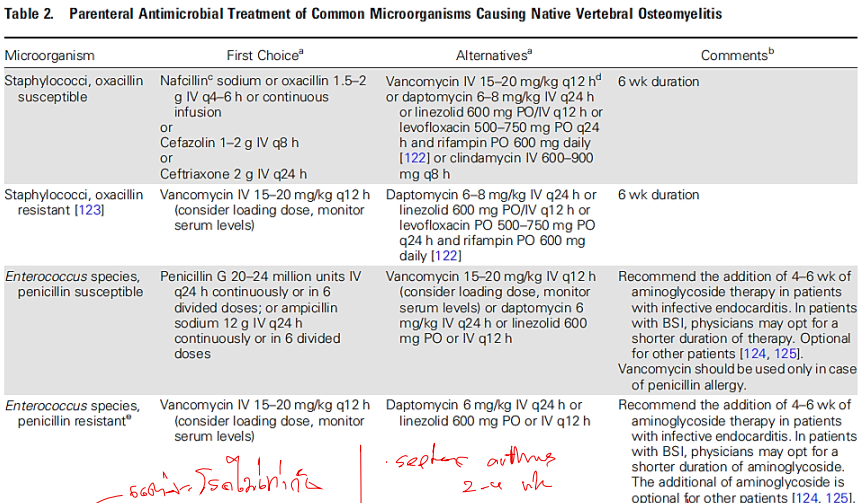 Table 2. Parenteral Antimicrobial Treatment of Common Microorganisms Causing Native Vertebral Osteomyelitis
Microorganism First Choiceᵃ Alternativesᵃ Commentsᵇ
Staphylococci, oxacillin
susceptible
Nafcillinᶜ sodium or oxacillin 1.5–2
g IV q4–6 h or continuous
infusion
or
Cefazolin 1–2 g IV q8 h
or
Ceftriaxone 2 g IV q24 h
Vancomycin IV 15–20 mg/kg q12 hᵈ
or daptomycin 6–8 mg/kg IV q24 h
or linezolid 600 mg PO/IV q12 h or
levofloxacin 500–750 mg PO q24
h and rifampin PO 600 mg daily
[122] or clindamycin IV 600–900
mg q8 h
6 wk duration
Staphylococci, oxacillin
resistant [123]
Vancomycin IV 15–20 mg/kg q12 h
(consider loading dose, monitor
serum levels)
Daptomycin 6–8 mg/kg IV q24 h or
linezolid 600 mg PO/IV q12 h or
levofloxacin PO 500–750 mg PO
q24 h and rifampin PO 600 mg
daily [122]
6 wk duration
Enterococcus species,
penicillin susceptible
Penicillin G 20–24 million units IV
q24 h continuously or in 6
divided doses; or ampicillin
sodium 12 g IV q24 h
continuously or in 6 divided
doses
Vancomycin 15–20 mg/kg IV q12 h
(consider loading dose, monitor
serum levels) or daptomycin 6
mg/kg IV q24 h or linezolid 600
mg PO or IV q12 h
Recommend the addition of 4–6 wk of
aminoglycoside therapy in patients
with infective endocarditis. In patients
with BSI, physicians may opt for a
shorter duration of therapy. Optional
for other patients [124, 125].
Vancomycin should be used only in case
of penicillin allergy.
Enterococcus species,
penicillin resistantᵉ
Vancomycin IV 15–20 mg/kg q12 h
(consider loading dose, monitor
serum levels)
Daptomycin 6 mg/kg IV q24 h or
linezolid 600 mg PO or IV q12 h
Recommend the addition of 4–6 wk of
aminoglycoside therapy in patients
with infective endocarditis. In patients
with BSI, physicians may opt for a
shorter duration of aminoglycoside.
The additional of aminoglycoside is
optional for other patients [124, 125].
2-4 wk